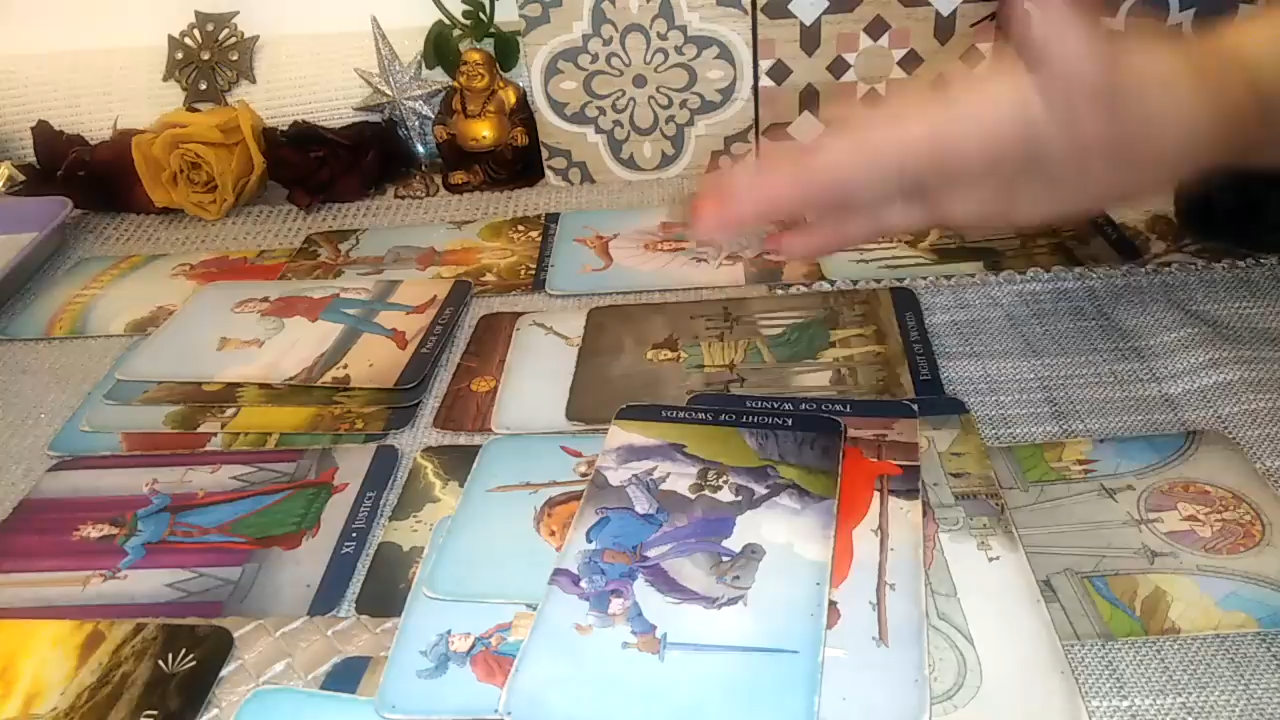 PAGE OF CUPS
EIGHT OF SWORDS
TWO OF WANDS
KNIGHT OF SWORDS
XI • JUSTICE